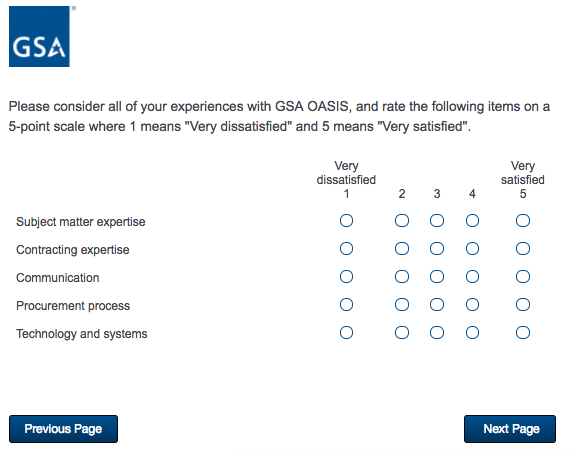 GSA
Please consider all of your experiences with GSA OASIS, and rate the following items on a
5-point scale where 1 means "Very dissatisfied" and 5 means "Very satisfied".
Very dissatisfied 1 2 3 4 Very satisfied 5
Subject matter expertise
Contracting expertise
Communication
Procurement process
Technology and systems
Previous Page Next Page